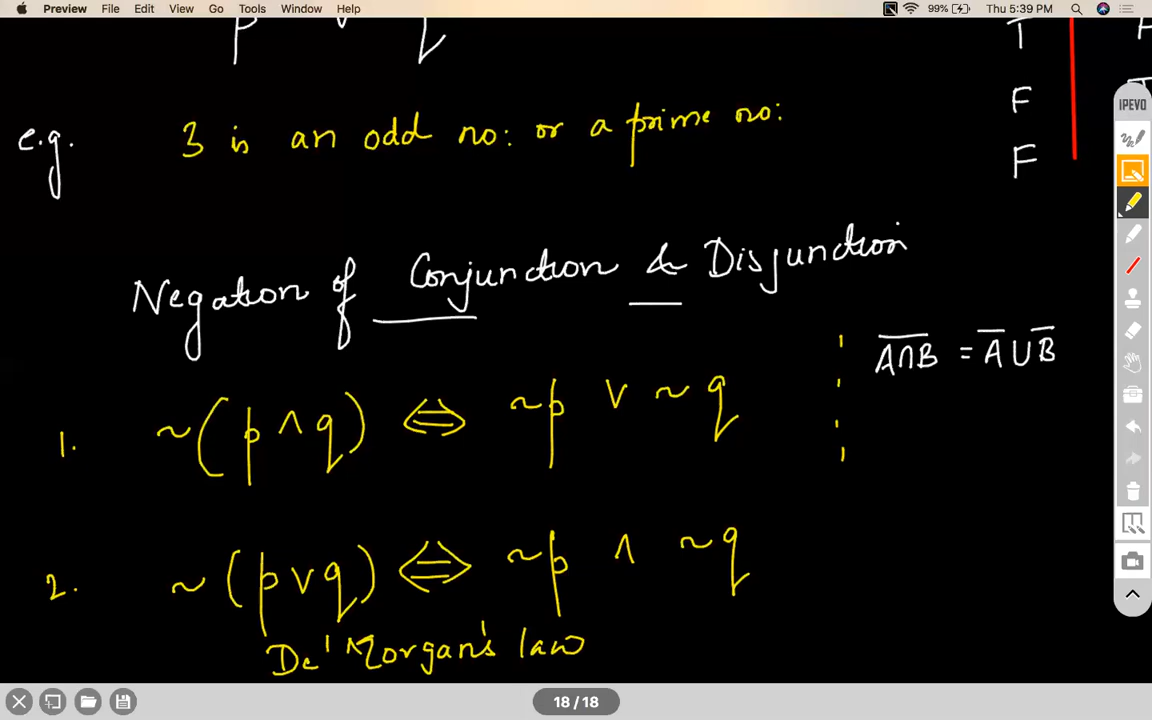 Preview File Edit View Go Tools Window Help 99% Thu 5:39 PM
p ∨ q
T
F
F
IPEVO
e.g. 3 is an odd no: or a prime no:
Negation of Conjunction & Disjunction
1. ~(p ∧ q) ⇔ ~p ∨ ~q
A∩B̅ = A̅ ∪ B̅
2. ~(p ∨ q) ⇔ ~p ∧ ~q
De' Morgan's law
18 / 18